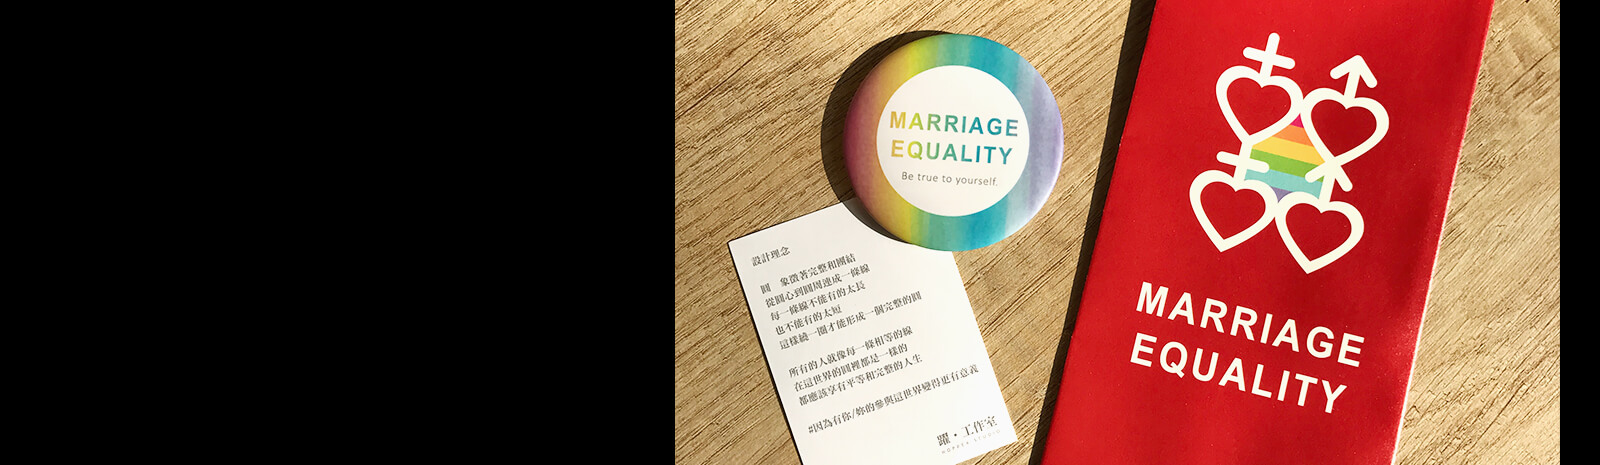 MARRIAGE
EQUALITY
Be true to yourself.
設計理念
圓 象徵著完整和團結
從圓心到圓周連成一條線
每一條線不能有的太長
也不能有的太短
這樣繞一圈才能形成一個完整的圓
所有的人就像每一條相等的線
在這世界的圓裡都是一樣的
都應該享有平等和完整的人生
#因為有你/妳的參與這世界變得更有意義
躍・工作室
MARRIAGE
EQUALITY